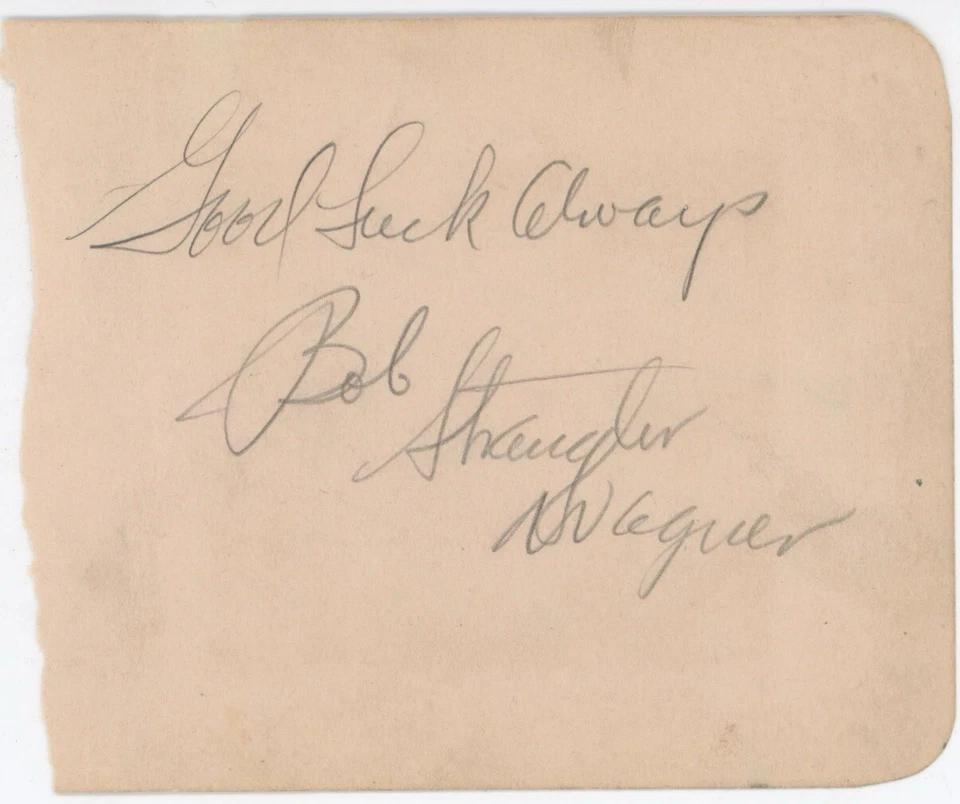 Good Luck Always
Bob
Strangler
Wagner